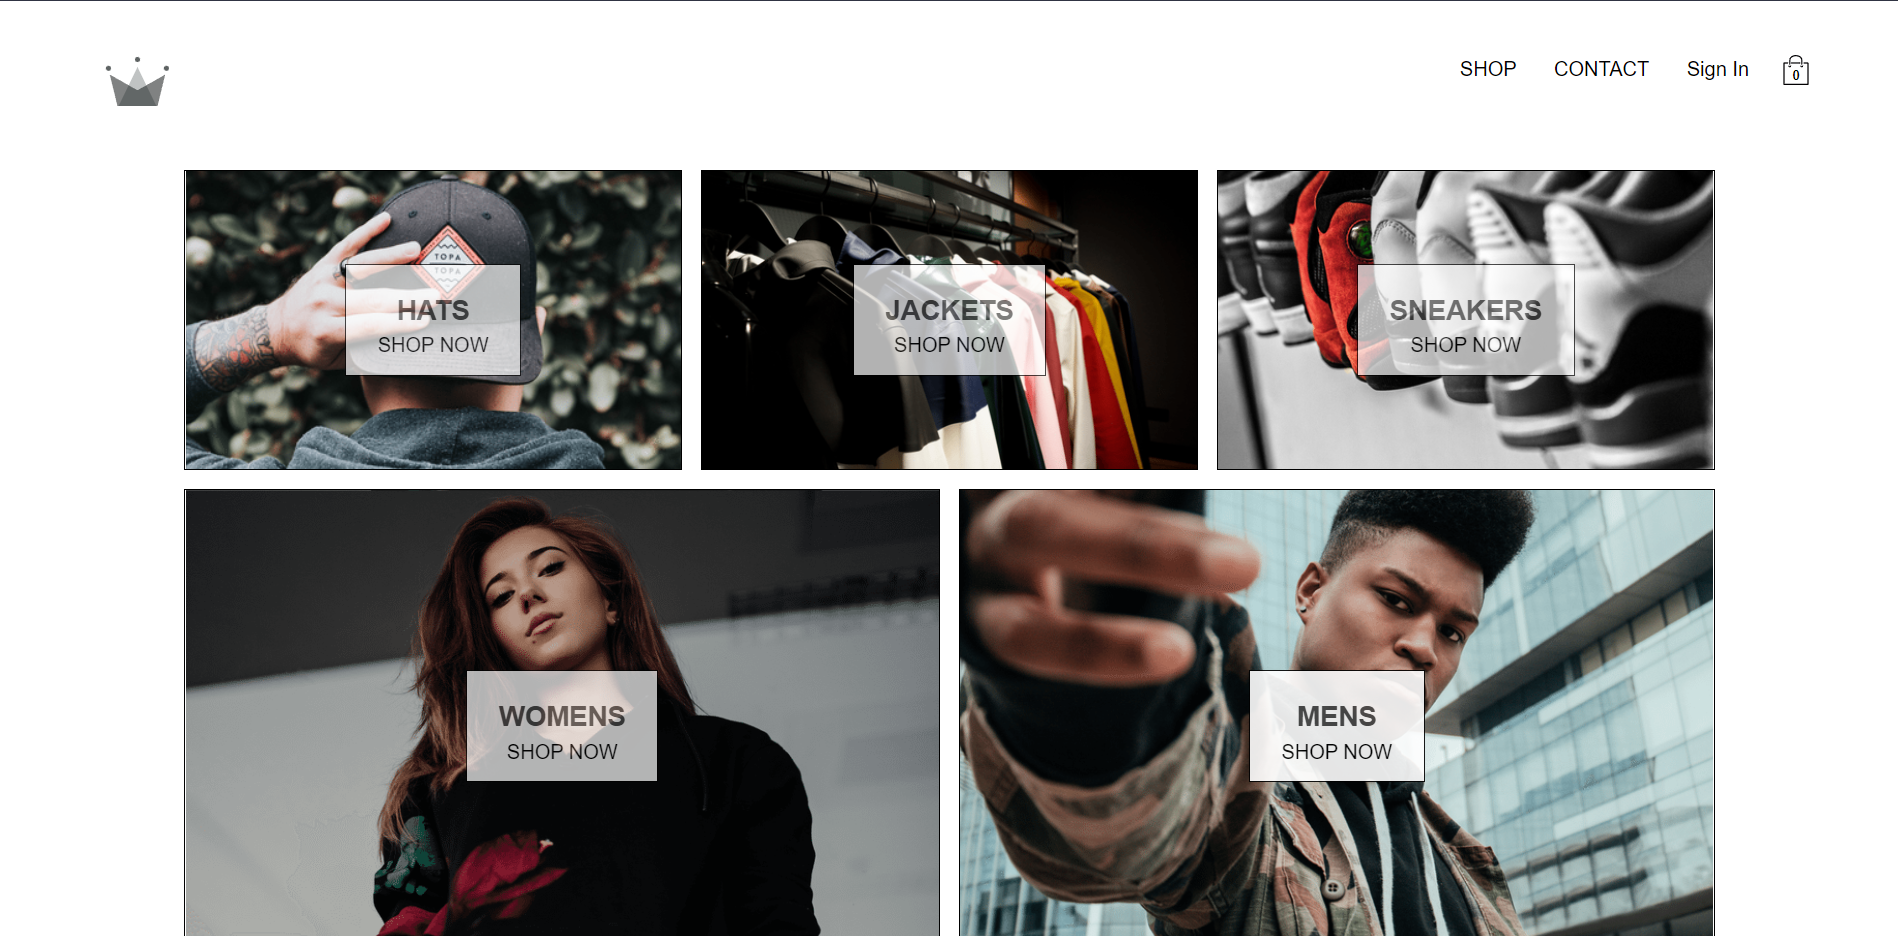 SHOP CONTACT Sign In 0
TOPA
TOPA
HATS
SHOP NOW
JACKETS
SHOP NOW
SNEAKERS
SHOP NOW
WOMENS
SHOP NOW
MENS
SHOP NOW